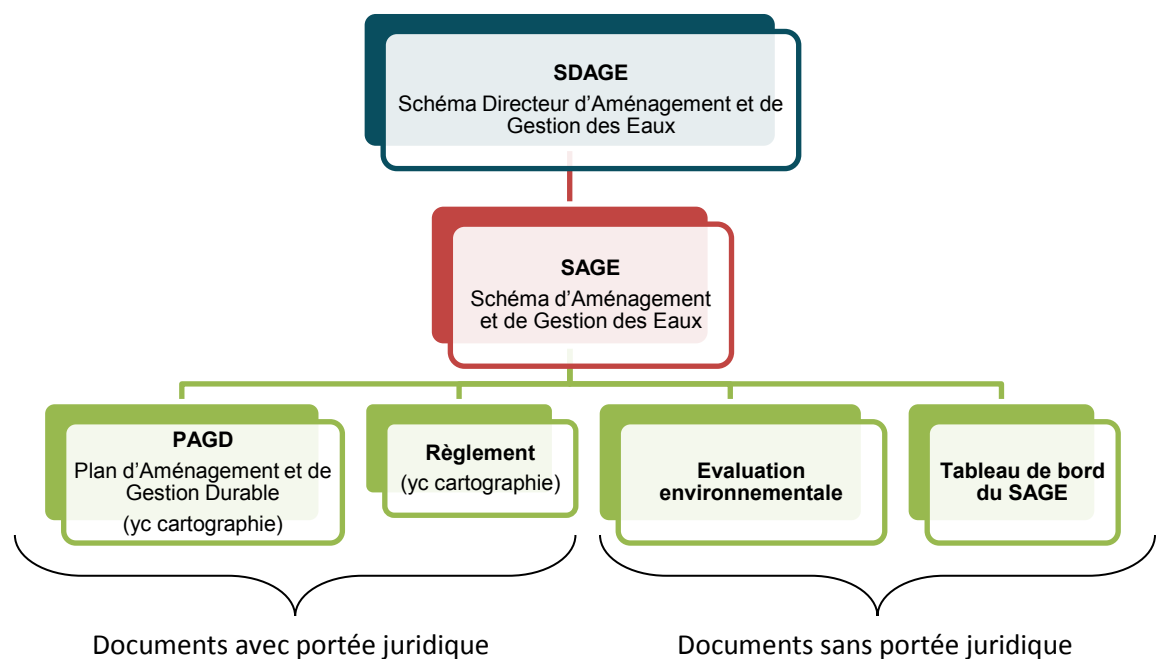 SDAGE
Schéma Directeur d’Aménagement et de
Gestion des Eaux
SAGE
Schéma d’Aménagement
et de Gestion des Eaux
PAGD
Plan d’Aménagement et de
Gestion Durable
(yc cartographie)
Règlement
(yc cartographie)
Evaluation
environnementale
Tableau de bord
du SAGE
Documents avec portée juridique
Documents sans portée juridique